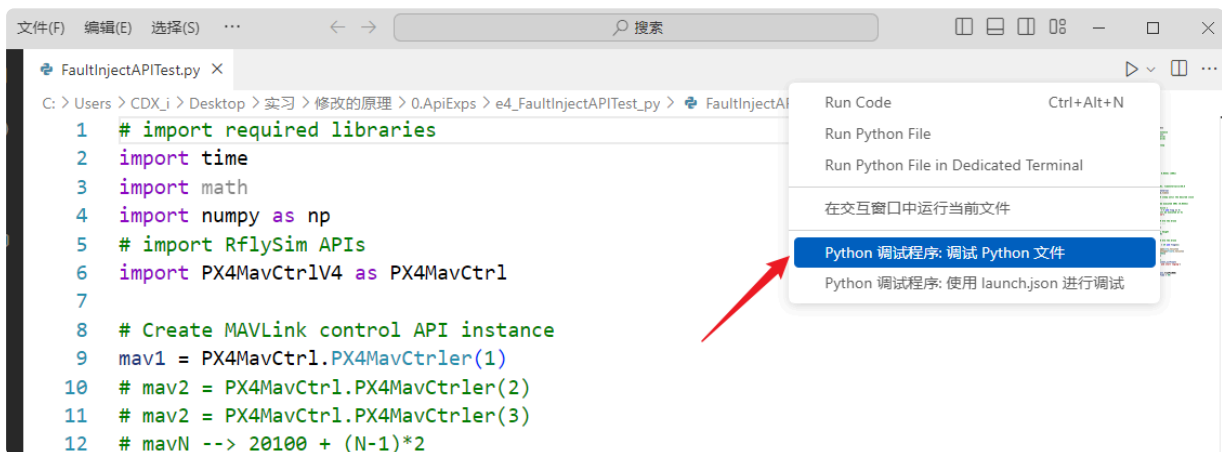 文件(F) 编辑(E) 选择(S) ··· 搜索
FaultInjectAPITest.py
C: > Users > CDX_i > Desktop > 实习 > 修改的原理 > 0.ApiExps > e4_FaultInjectAPITest_py > FaultInjectAF
Run Code Ctrl+Alt+N
Run Python File
Run Python File in Dedicated Terminal
在交互窗口中运行当前文件
Python 调试程序: 调试 Python 文件
Python 调试程序: 使用 launch.json 进行调试
1 # import required libraries
2 import time
3 import math
4 import numpy as np
5 # import RflySim APIs
6 import PX4MavCtrlV4 as PX4MavCtrl
7
8 # Create MAVLink control API instance
9 mav1 = PX4MavCtrl.PX4MavCtrler(1)
10 # mav2 = PX4MavCtrl.PX4MavCtrler(2)
11 # mav2 = PX4MavCtrl.PX4MavCtrler(3)
12 # mavN --> 20100 + (N-1)*2